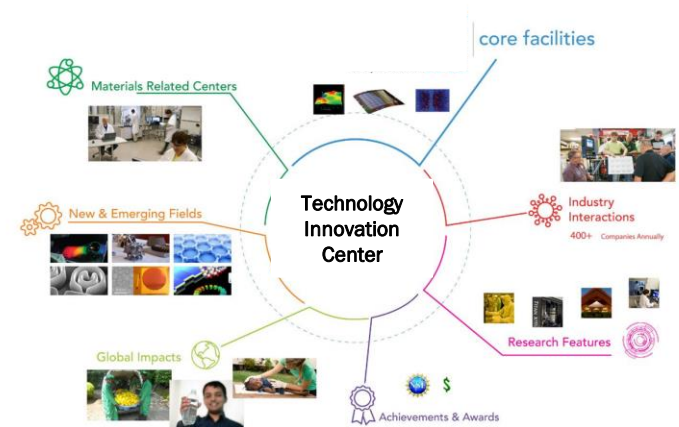 core facilities
Materials Related Centers
Technology
Innovation
Center
Industry
Interactions
400+ Companies Annually
New & Emerging Fields
Research Features
Global Impacts
$
Achievements & Awards